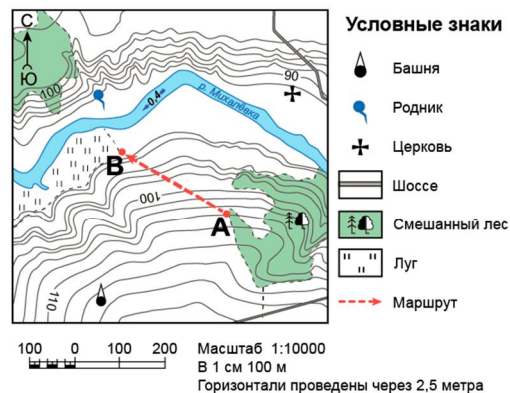 С
Ю
100
90
0,4
р. Михалёвка
В
100
А
110
Условные знаки
Башня
Родник
Церковь
Шоссе
Смешанный лес
Луг
Маршрут
100 0 100 200
Масштаб 1:10000
В 1 см 100 м
Горизонтали проведены через 2,5 метра